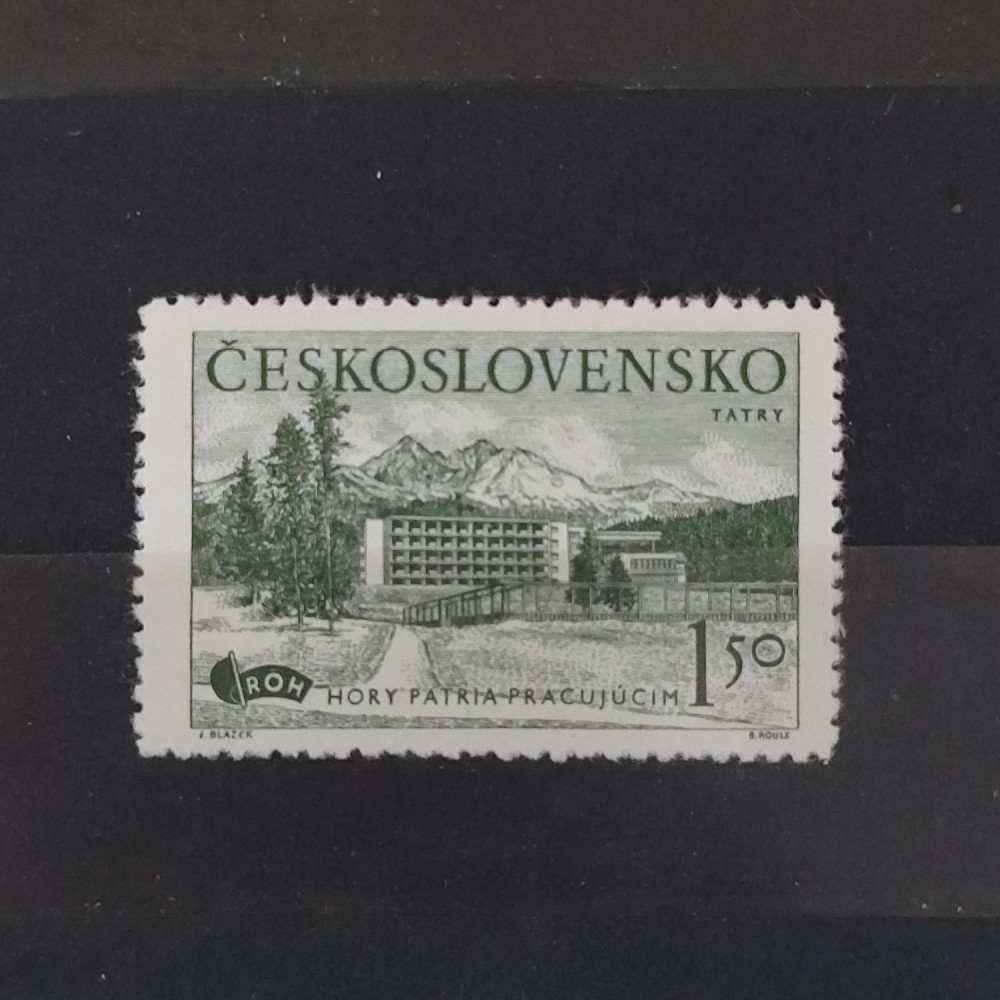 ČESKOSLOVENSKO
TATRY
ROH HORY PATRIA PRACUJÚCIM 1 50
J. BLAŽEK B. ROULE